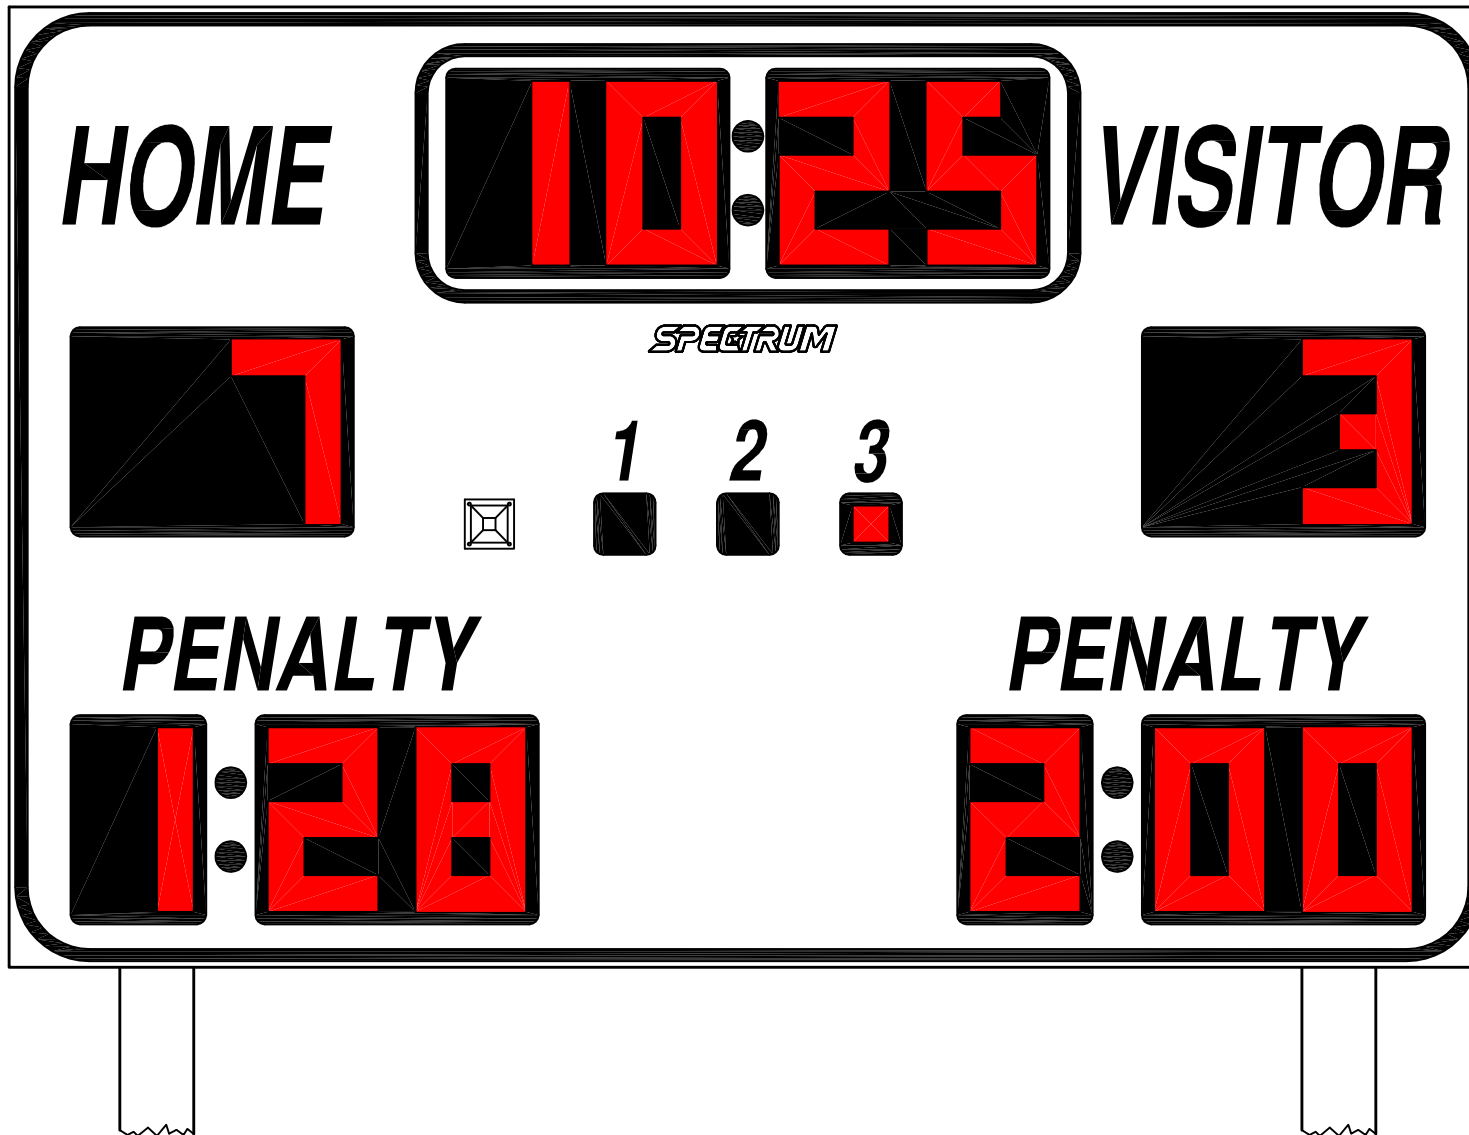 HOME 10:25 VISITOR
SPECTRUM
7 3
1 2 3
PENALTY PENALTY
1:28 2:00